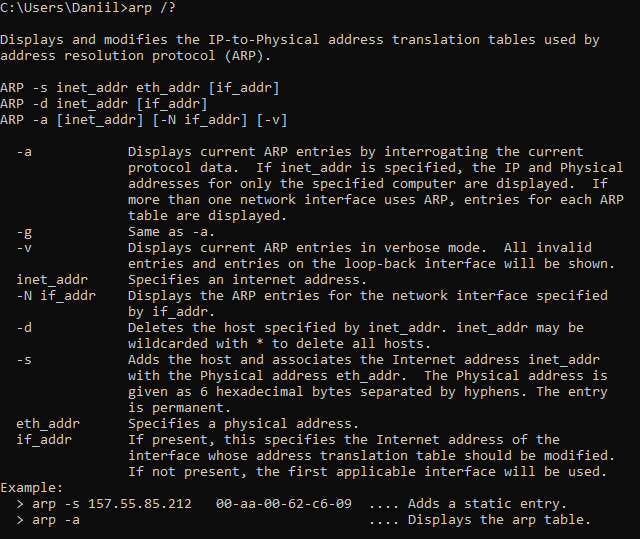 C:\Users\Daniil>arp /?
Displays and modifies the IP-to-Physical address translation tables used by
address resolution protocol (ARP).
ARP -s inet_addr eth_addr [if_addr]
ARP -d inet_addr [if_addr]
ARP -a [inet_addr] [-N if_addr] [-v]
-a Displays current ARP entries by interrogating the current
protocol data. If inet_addr is specified, the IP and Physical
addresses for only the specified computer are displayed. If
more than one network interface uses ARP, entries for each ARP
table are displayed.
-g Same as -a.
-v Displays current ARP entries in verbose mode. All invalid
entries and entries on the loop-back interface will be shown.
inet_addr Specifies an internet address.
-N if_addr Displays the ARP entries for the network interface specified
by if_addr.
-d Deletes the host specified by inet_addr. inet_addr may be
wildcarded with * to delete all hosts.
-s Adds the host and associates the Internet address inet_addr
with the Physical address eth_addr. The Physical address is
given as 6 hexadecimal bytes separated by hyphens. The entry
is permanent.
eth_addr Specifies a physical address.
if_addr If present, this specifies the Internet address of the
interface whose address translation table should be modified.
If not present, the first applicable interface will be used.
Example:
> arp -s 157.55.85.212 00-aa-00-62-c6-09 .... Adds a static entry.
> arp -a .... Displays the arp table.